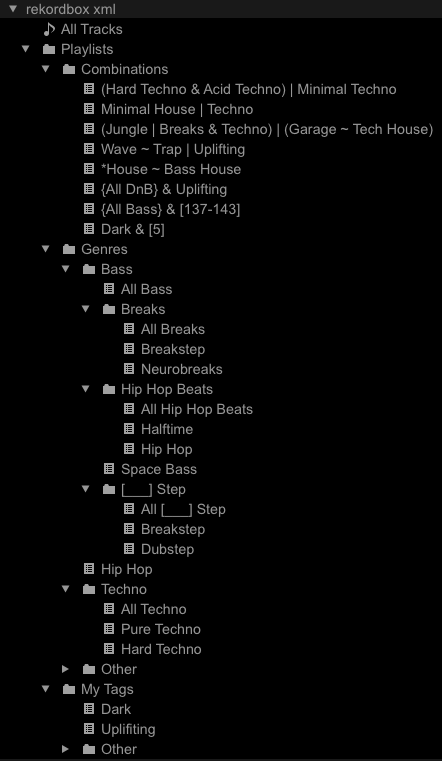 rekordbox xml
All Tracks
Playlists
Combinations
(Hard Techno & Acid Techno) | Minimal Techno
Minimal House | Techno
(Jungle | Breaks & Techno) | (Garage ~ Tech House)
Wave ~ Trap | Uplifting
*House ~ Bass House
{All DnB} & Uplifting
{All Bass} & [137-143]
Dark & [5]
Genres
Bass
All Bass
Breaks
All Breaks
Breakstep
Neurobreaks
Hip Hop Beats
All Hip Hop Beats
Halftime
Hip Hop
Space Bass
[___] Step
All [___] Step
Breakstep
Dubstep
Hip Hop
Techno
All Techno
Pure Techno
Hard Techno
Other
My Tags
Dark
Uplifiting
Other